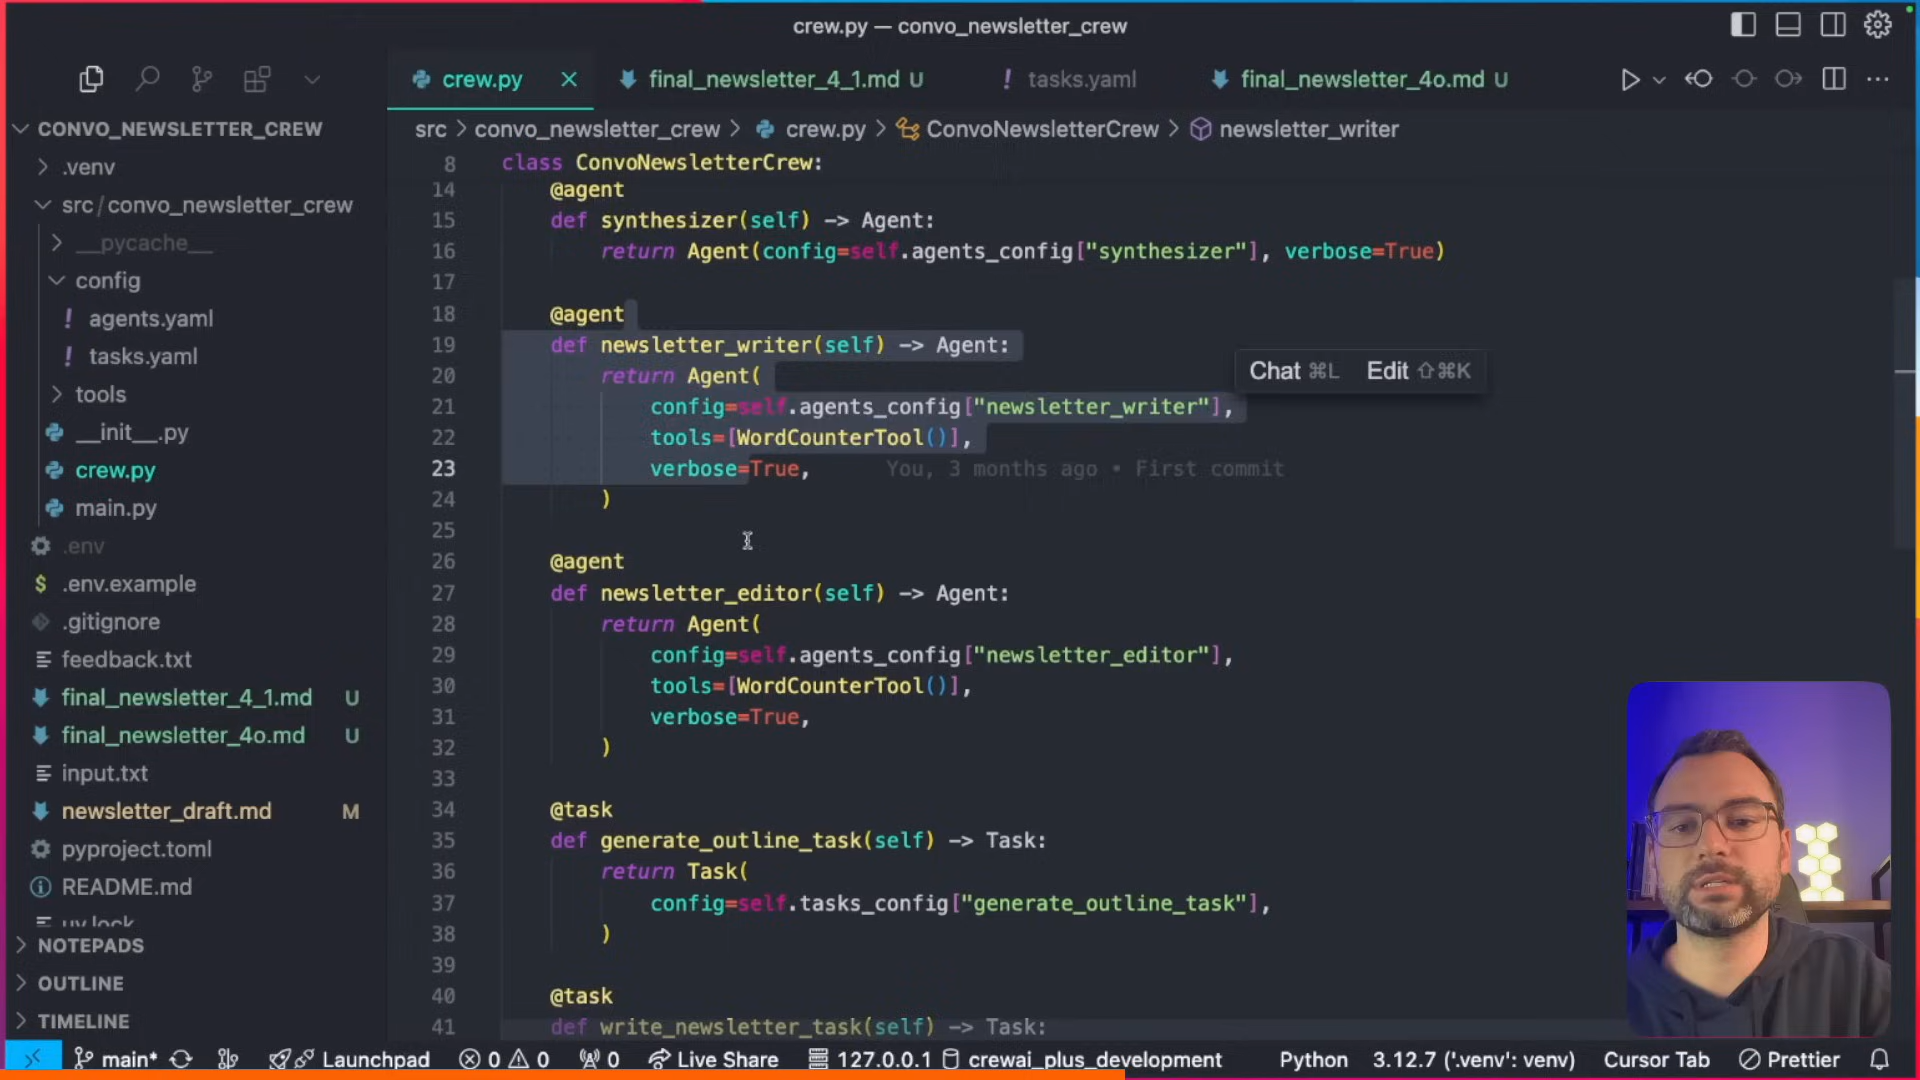 crew.py — convo_newsletter_crew
crew.py
final_newsletter_4_1.md U
! tasks.yaml
final_newsletter_4o.md U
CONVO_NEWSLETTER_CREW
.venv
src/convo_newsletter_crew
__pycache__
config
! agents.yaml
! tasks.yaml
tools
__init__.py
crew.py
main.py
.env
$ .env.example
.gitignore
feedback.txt
final_newsletter_4_1.md U
final_newsletter_4o.md U
input.txt
newsletter_draft.md M
pyproject.toml
README.md
uv.lock
NOTEPADS
OUTLINE
TIMELINE
src > convo_newsletter_crew > crew.py > ConvoNewsletterCrew > newsletter_writer
8 class ConvoNewsletterCrew:
14 @agent
15 def synthesizer(self) -> Agent:
16 return Agent(config=self.agents_config["synthesizer"], verbose=True)
17
18 @agent
19 def newsletter_writer(self) -> Agent:
20 return Agent(
21 config=self.agents_config["newsletter_writer"],
22 tools=[WordCounterTool()],
23 verbose=True, You, 3 months ago • First commit
24 )
25
26 @agent
27 def newsletter_editor(self) -> Agent:
28 return Agent(
29 config=self.agents_config["newsletter_editor"],
30 tools=[WordCounterTool()],
31 verbose=True,
32 )
33
34 @task
35 def generate_outline_task(self) -> Task:
36 return Task(
37 config=self.tasks_config["generate_outline_task"],
38 )
39
40 @task
41 def write_newsletter_task(self) -> Task:
Chat ⌘L Edit ⇧⌘K
main* Launchpad 0 0 0 Live Share 127.0.0.1 crewai_plus_development Python 3.12.7 ('.venv': venv) Cursor Tab Prettier